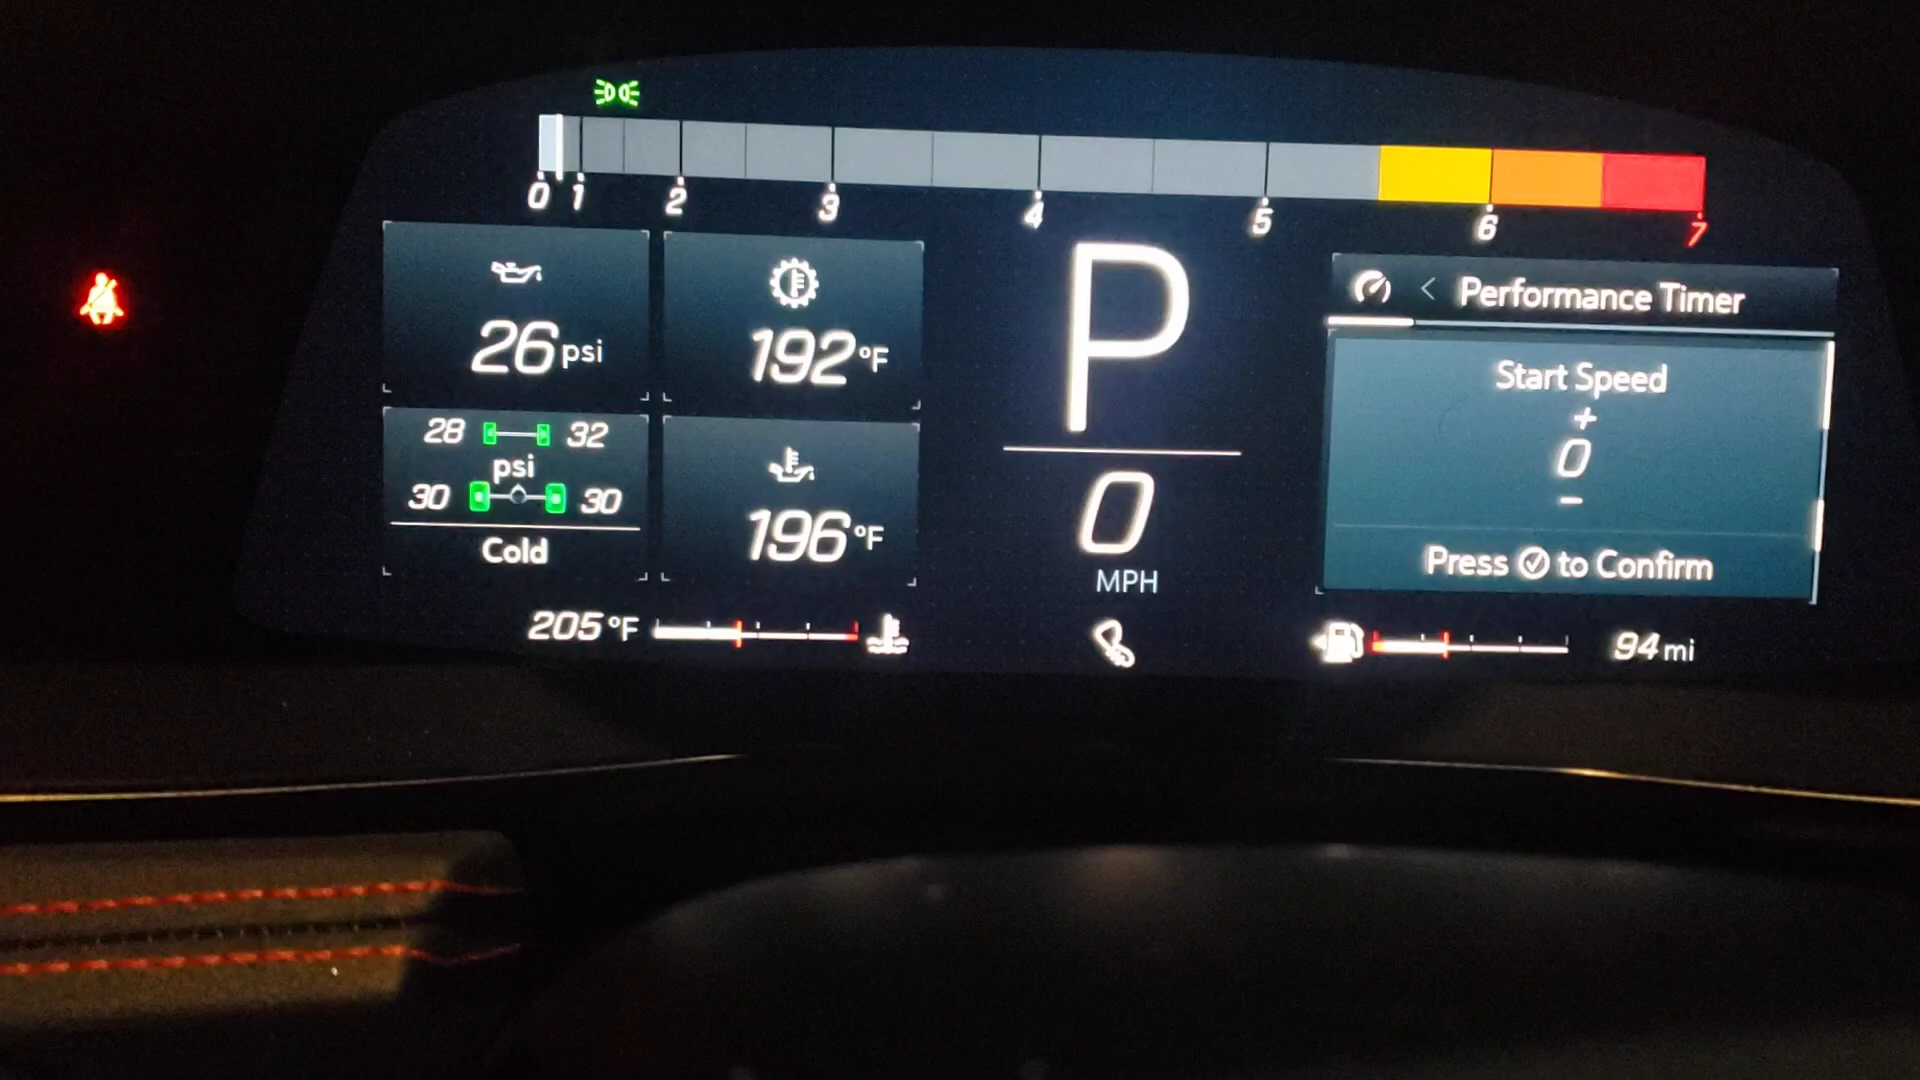 0 1 2 3 4 5 6 7
26 psi
192 °F
28 32
psi
30 30
Cold
196 °F
205 °F
P
0
MPH
Performance Timer
Start Speed
+
0
-
Press to Confirm
94 mi